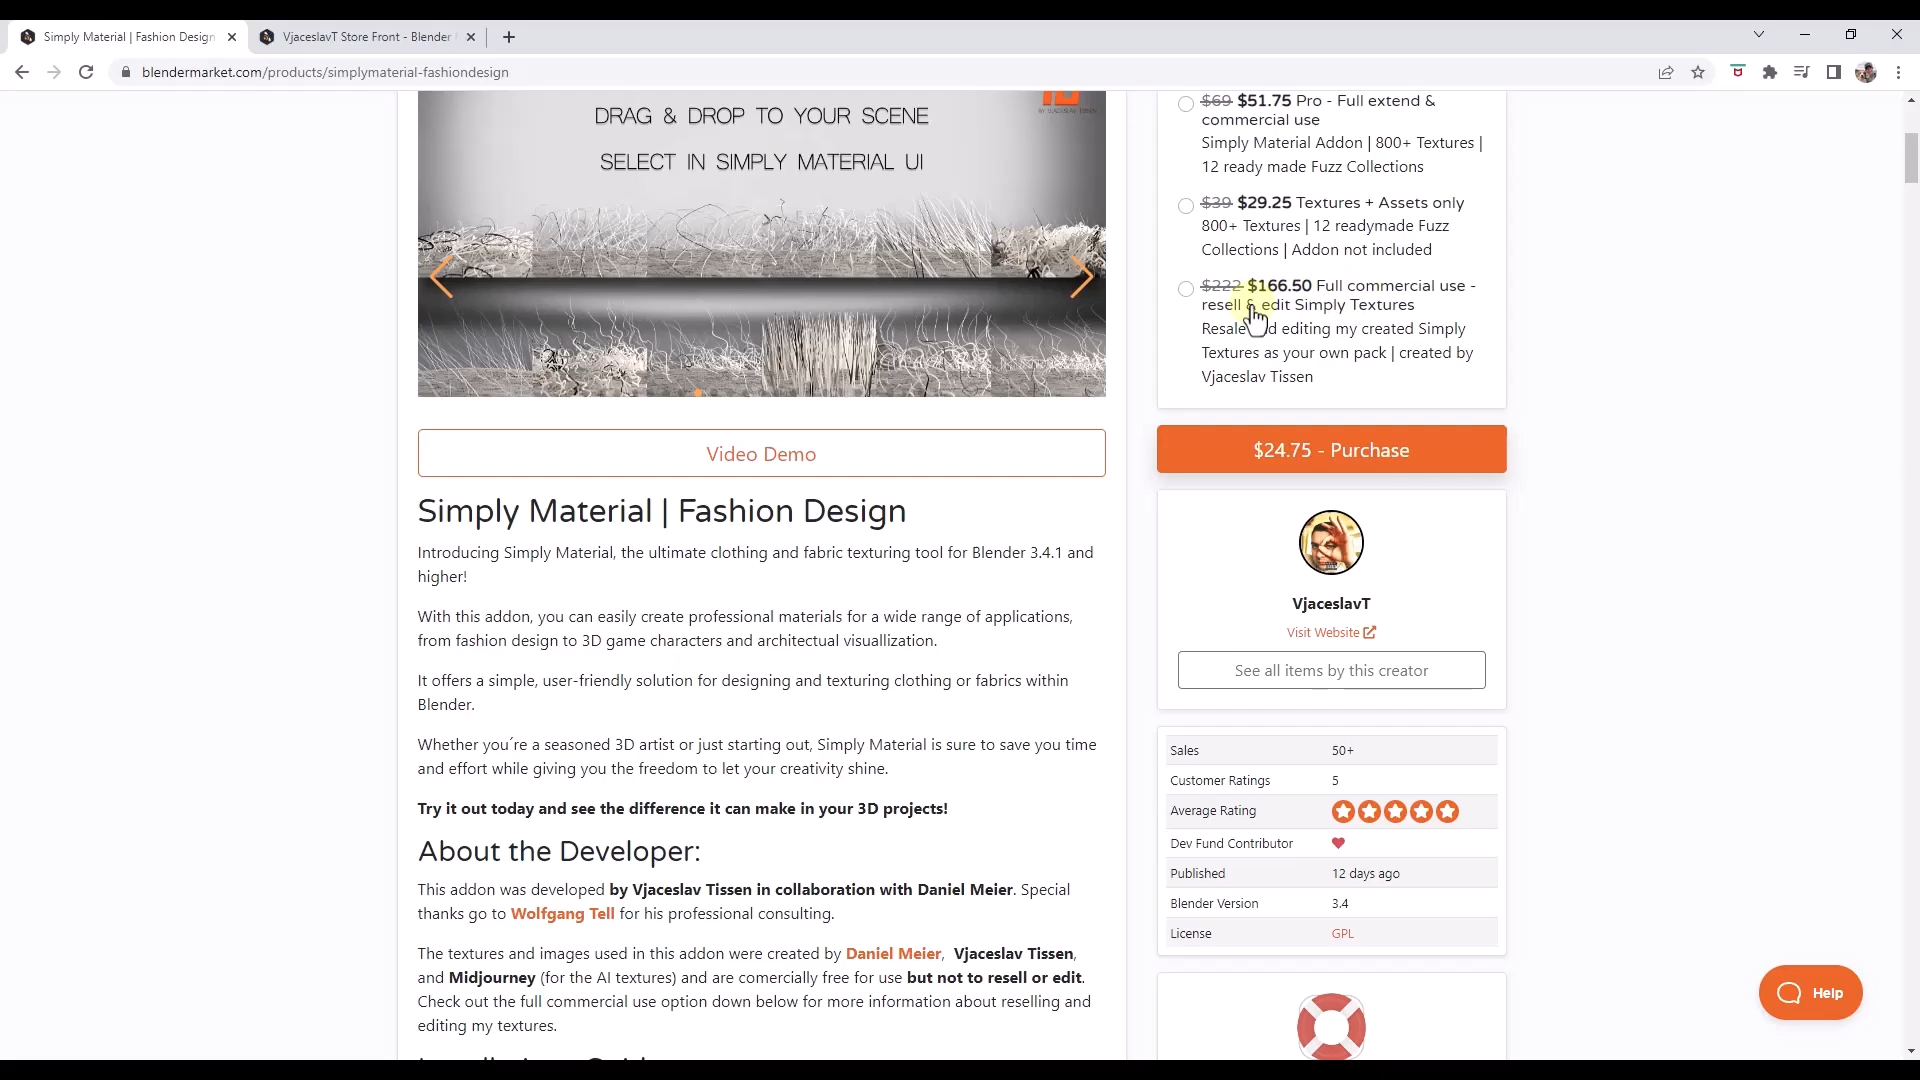 Simply Material | Fashion Design
VjaceslavT Store Front - Blender
blendermarket.com/products/simplymaterial-fashiondesign
DRAG & DROP TO YOUR SCENE
SELECT IN SIMPLY MATERIAL UI
Video Demo
Simply Material | Fashion Design
Introducing Simply Material, the ultimate clothing and fabric texturing tool for Blender 3.4.1 and
higher!
With this addon, you can easily create professional materials for a wide range of applications,
from fashion design to 3D game characters and architectual visuallization.
It offers a simple, user-friendly solution for designing and texturing clothing or fabrics within
Blender.
Whether you´re a seasoned 3D artist or just starting out, Simply Material is sure to save you time
and effort while giving you the freedom to let your creativity shine.
Try it out today and see the difference it can make in your 3D projects!
About the Developer:
This addon was developed by Vjaceslav Tissen in collaboration with Daniel Meier. Special
thanks go to Wolfgang Tell for his professional consulting.
The textures and images used in this addon were created by Daniel Meier, Vjaceslav Tissen,
and Midjourney (for the AI textures) and are comercially free for use but not to resell or edit.
Check out the full commercial use option down below for more information about reselling and
editing my textures.
$69 $51.75 Pro - Full extend &
commercial use
Simply Material Addon | 800+ Textures |
12 ready made Fuzz Collections
$39 $29.25 Textures + Assets only
800+ Textures | 12 readymade Fuzz
Collections | Addon not included
$222 $166.50 Full commercial use -
resell & edit Simply Textures
Resale and editing my created Simply
Textures as your own pack | created by
Vjaceslav Tissen
$24.75 - Purchase
VjaceslavT
Visit Website
See all items by this creator
Sales 50+
Customer Ratings 5
Average Rating
Dev Fund Contributor
Published 12 days ago
Blender Version 3.4
License GPL
Help